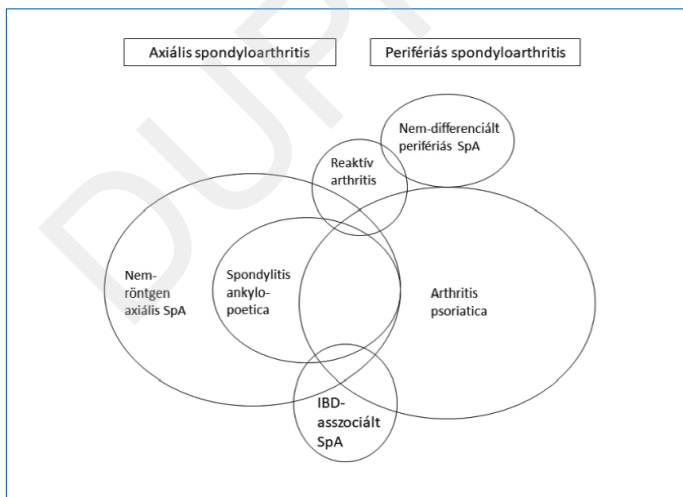 Axiális spondyloarthritis
Perifériás spondyloarthritis
Nem-differenciált
perifériás SpA
Reaktív
arthritis
Nem-
röntgen
axiális SpA
Spondylitis
ankylo-
poetica
Arthritis
psoriatica
IBD-
asszociált
SpA